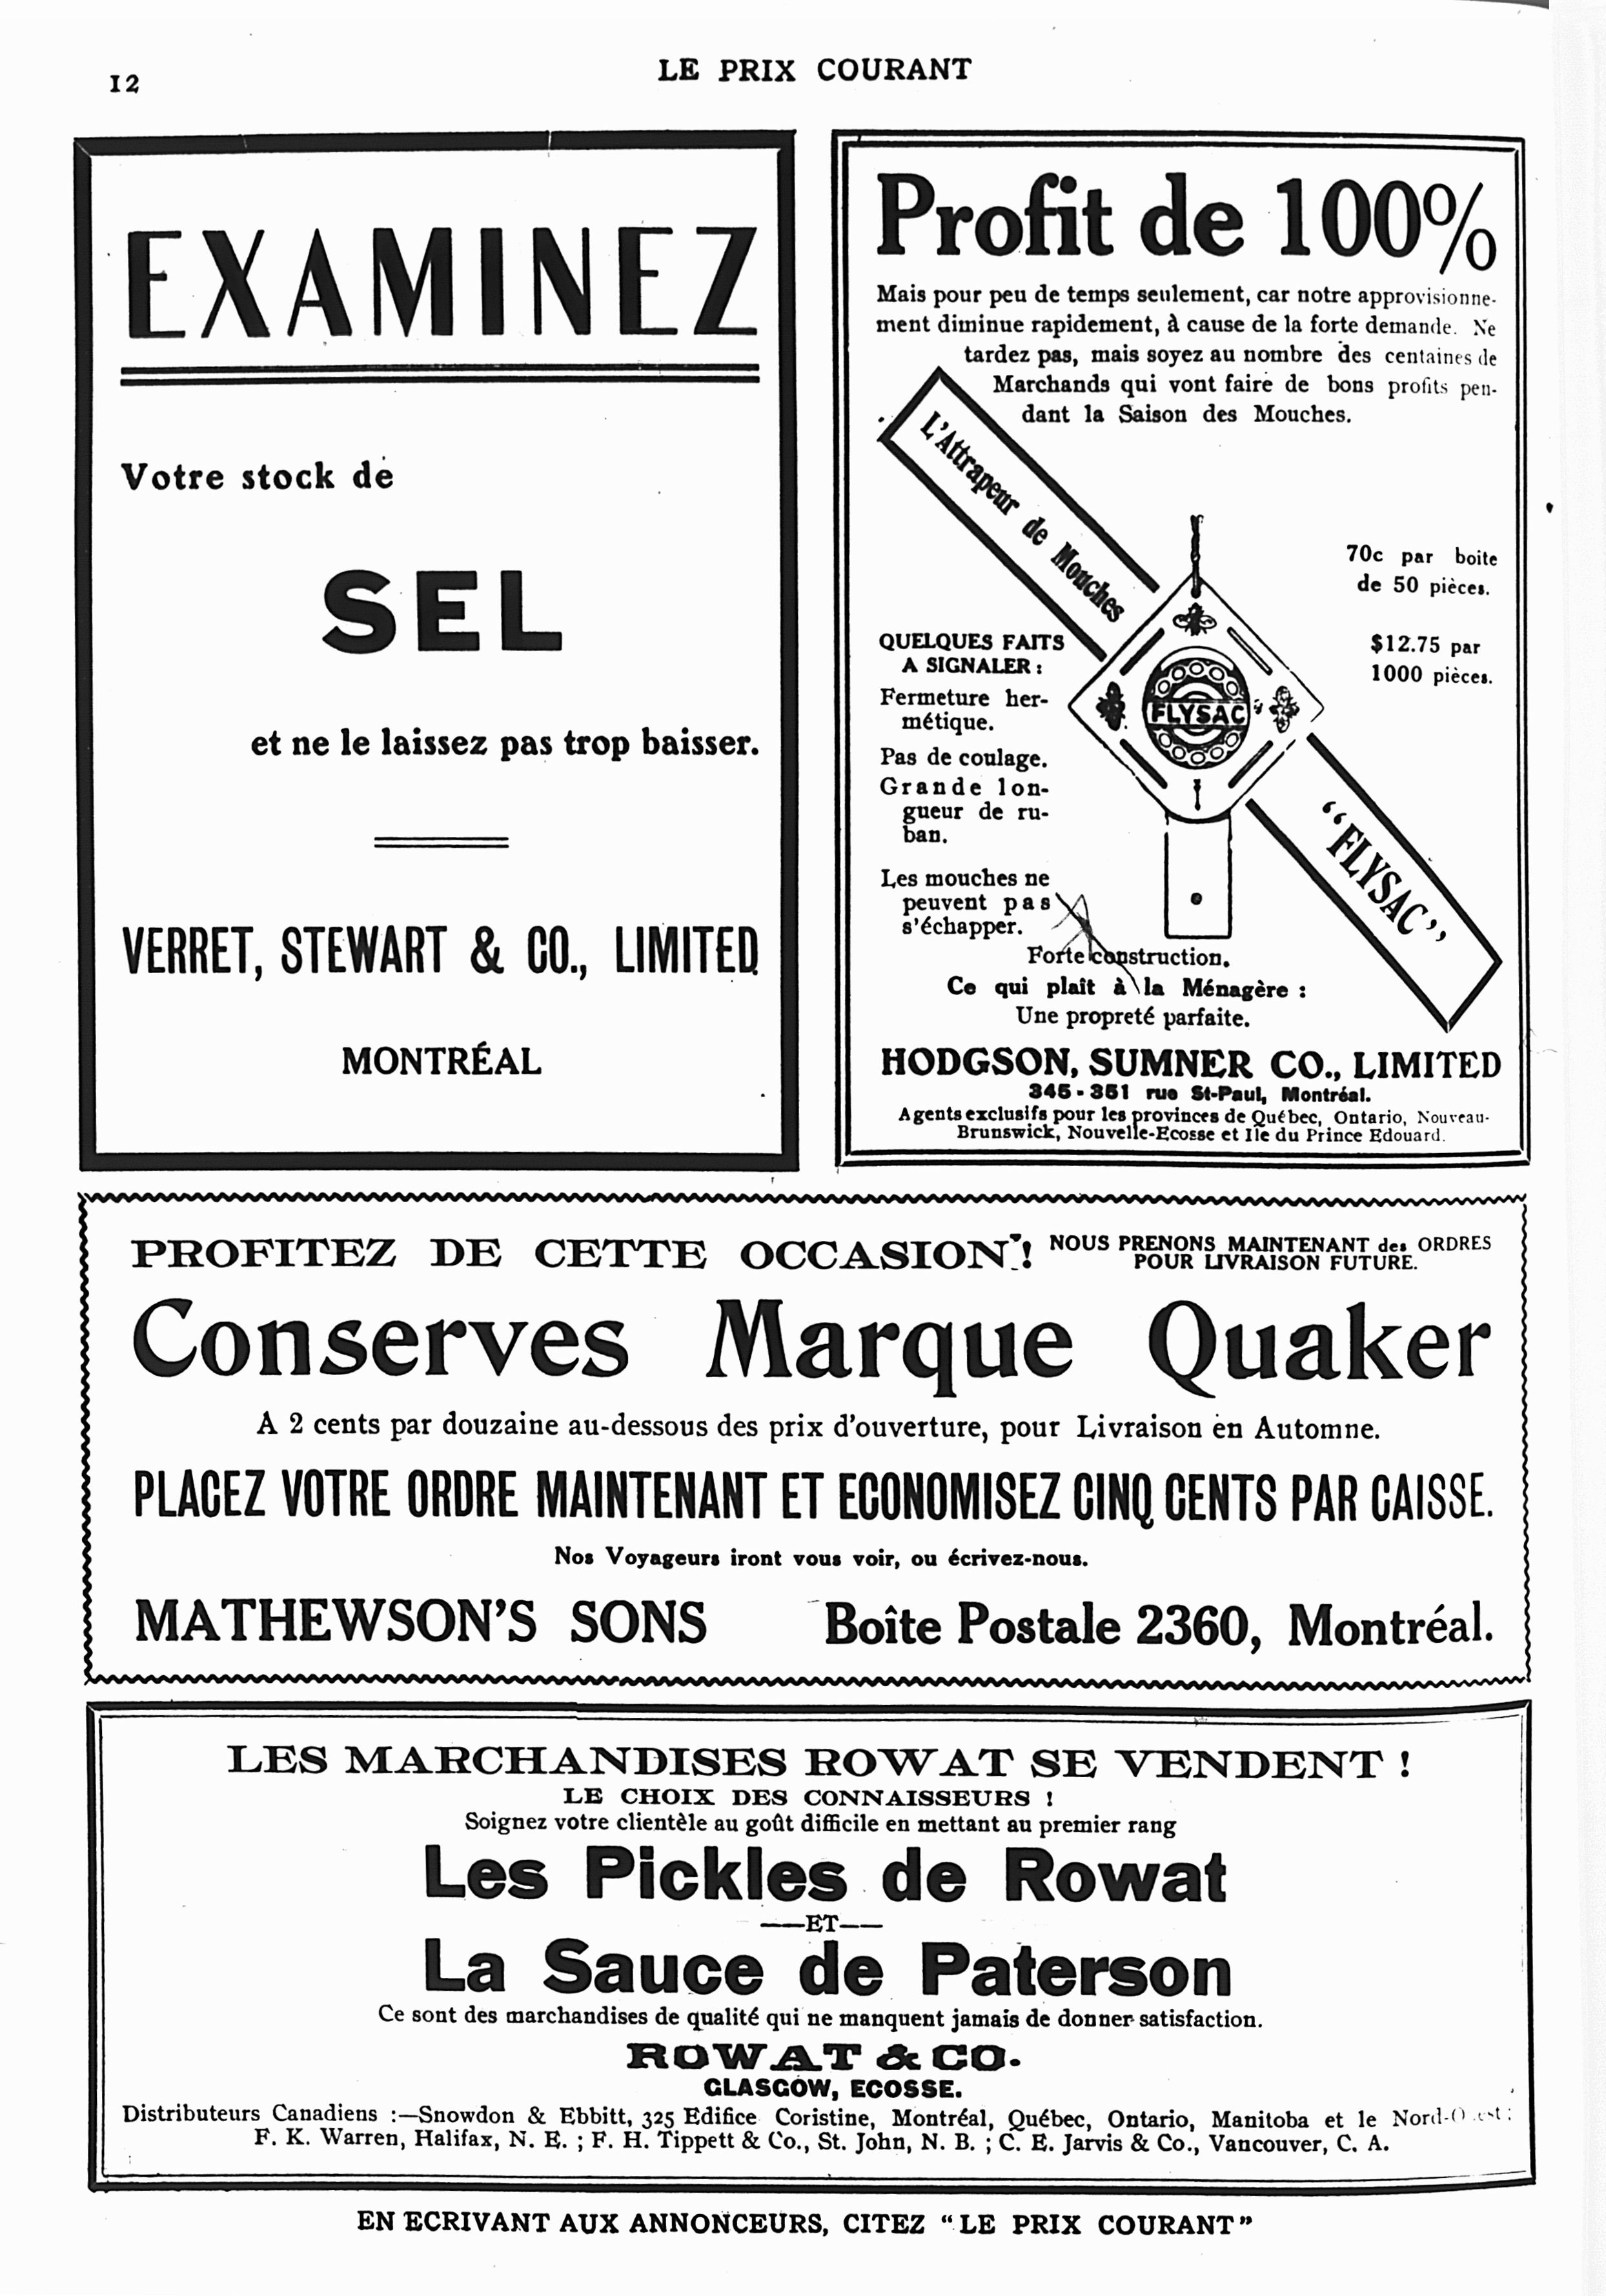 12
LE PRIX COURANT
EXAMINEZ
Votre stock de
SEL
et ne le laissez pas trop baisser.
VERRET, STEWART & CO., LIMITED
MONTRÉAL
Profit de 100%
Mais pour peu de temps seulement, car notre approvisionne-
ment diminue rapidement, à cause de la forte demande. Ne
tardez pas, mais soyez au nombre des centaines de
Marchands qui vont faire de bons profits pen-
dant la Saison des Mouches.
L'Attrapeur de Mouches
70c par boite
de 50 pièces.
$12.75 par
1000 pièces.
QUELQUES FAITS
A SIGNALER :
Fermeture her-
métique.
Pas de coulage.
Grande lon-
gueur de ru-
ban.
Les mouches ne
peuvent pas
s'échapper.
FLYSAC
"FLYSAC"
Forte construction.
Ce qui plaît à la Ménagère :
Une propreté parfaite.
HODGSON, SUMNER CO., LIMITED
345-351 rue St-Paul, Montréal.
Agents exclusifs pour les provinces de Québec, Ontario, Nouveau-
Brunswick, Nouvelle-Ecosse et Ile du Prince Edouard.
PROFITEZ DE CETTE OCCASION ! NOUS PRENONS MAINTENANT des ORDRES
POUR LIVRAISON FUTURE.
Conserves Marque Quaker
A 2 cents par douzaine au-dessous des prix d'ouverture, pour Livraison en Automne.
PLACEZ VOTRE ORDRE MAINTENANT ET ECONOMISEZ CINQ CENTS PAR CAISSE.
Nos Voyageurs iront vous voir, ou écrivez-nous.
MATHEWSON'S SONS Boîte Postale 2360, Montréal.
LES MARCHANDISES ROWAT SE VENDENT !
LE CHOIX DES CONNAISSEURS !
Soignez votre clientèle au goût difficile en mettant au premier rang
Les Pickles de Rowat
—ET—
La Sauce de Paterson
Ce sont des marchandises de qualité qui ne manquent jamais de donner satisfaction.
ROWAT & CO.
GLASGOW, ECOSSE.
Distributeurs Canadiens :—Snowdon & Ebbitt, 325 Edifice Coristine, Montréal, Québec, Ontario, Manitoba et le Nord-Ouest :
F. K. Warren, Halifax, N. E. ; F. H. Tippett & Co., St. John, N. B. ; C. E. Jarvis & Co., Vancouver, C. A.
EN ECRIVANT AUX ANNONCEURS, CITEZ "LE PRIX COURANT"